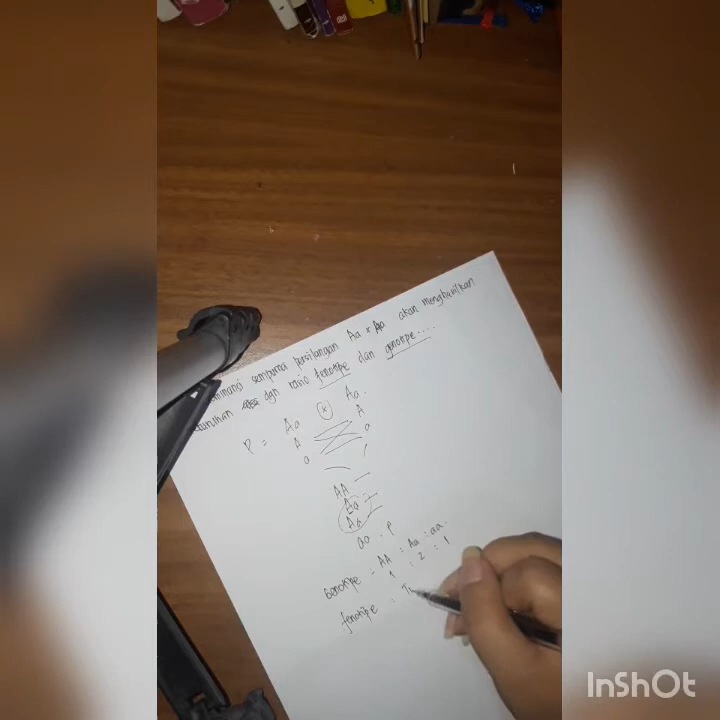 sempurna persilangan Aa x Aa akan menghasilkan
dgn rasio fenotipe dan genotipe....
P = Aa x Aa.
A A
a a
AA
Aa
Aa
aa . P
Genotipe = AA : Aa : aa.
1 : 2 : 1
fenotipe :
InShOt